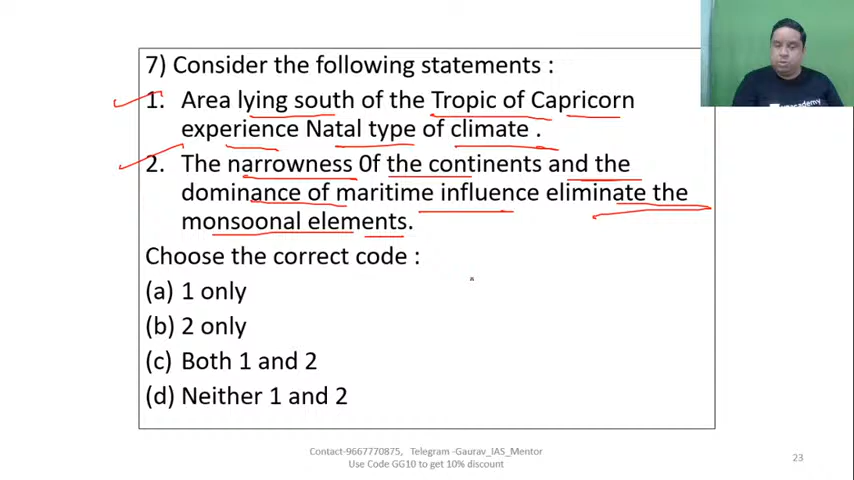 7) Consider the following statements :
1. Area lying south of the Tropic of Capricorn
experience Natal type of climate .
2. The narrowness 0f the continents and the
dominance of maritime influence eliminate the
monsoonal elements.
Choose the correct code :
(a) 1 only
(b) 2 only
(c) Both 1 and 2
(d) Neither 1 and 2
Contact-9667770875, Telegram -Gaurav_IAS_Mentor
Use Code GG10 to get 10% discount
23